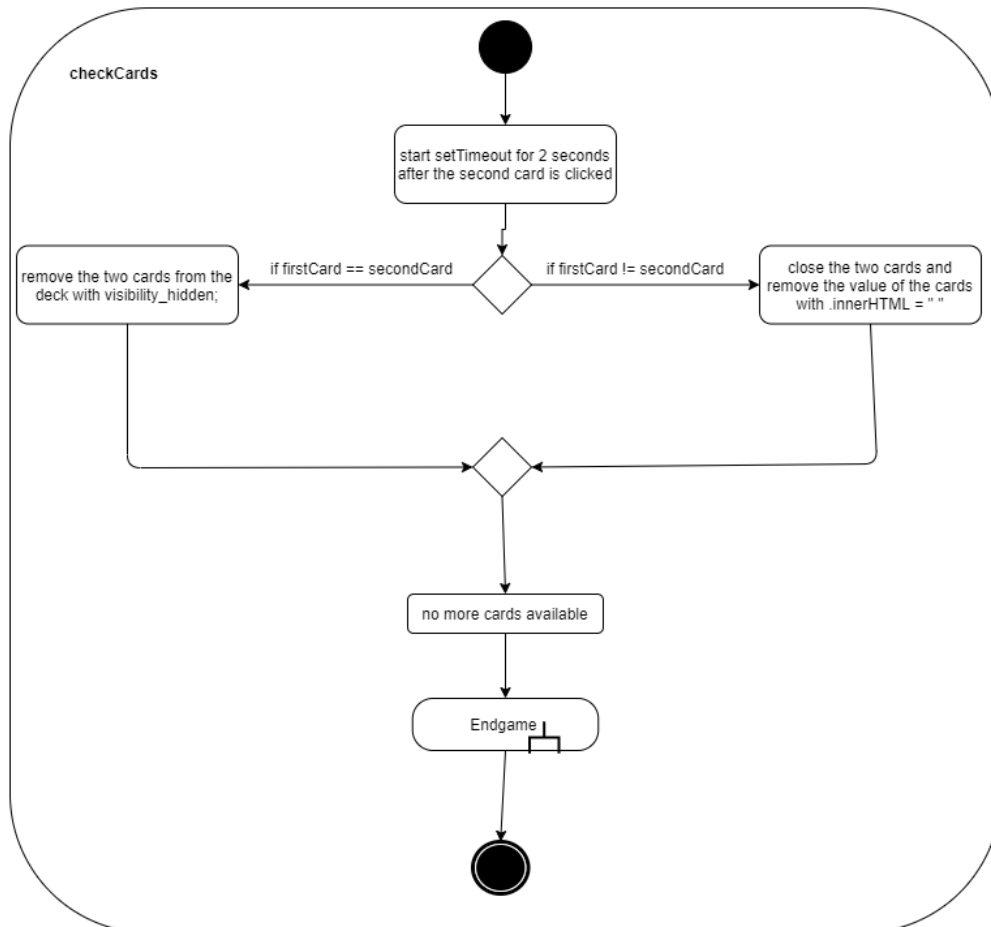 checkCards
start setTimeout for 2 seconds
after the second card is clicked
if firstCard == secondCard
if firstCard != secondCard
remove the two cards from the
deck with visibility_hidden;
close the two cards and
remove the value of the cards
with .innerHTML = " "
no more cards available
Endgame